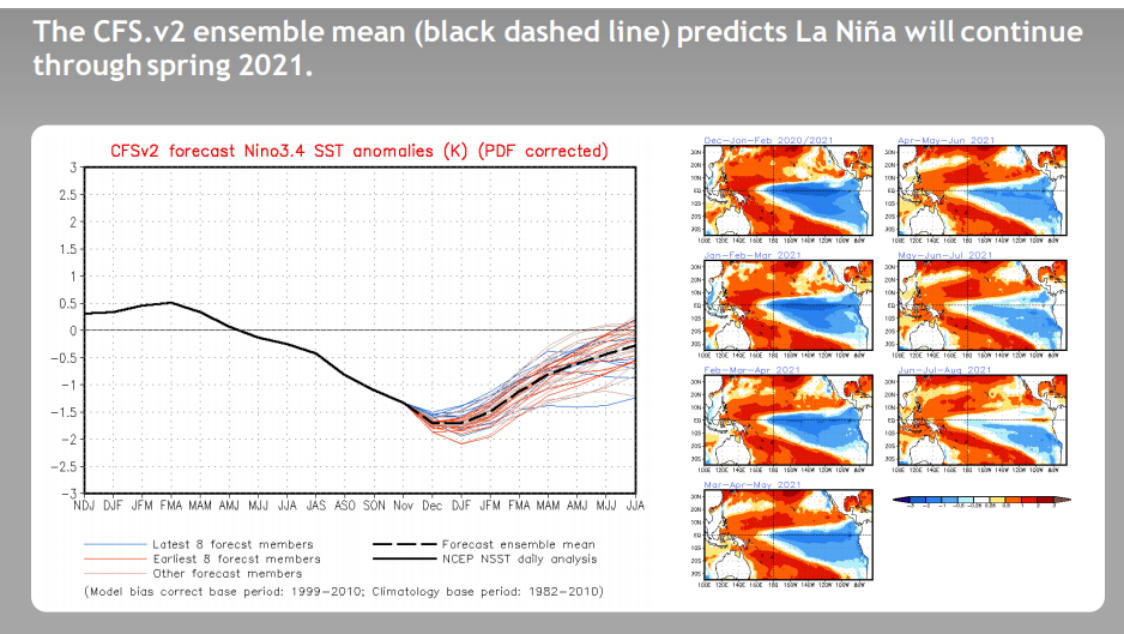 The CFS.v2 ensemble mean (black dashed line) predicts La Niña will continue
through spring 2021.
CFSv2 forecast Nino3.4 SST anomalies (K) (PDF corrected)
3
2.5
2
1.5
1
0.5
0
-0.5
-1
-1.5
-2
-2.5
-3
NDJ DJF JFM FMA MAM AMJ MJJ JJA JAS ASO SON Nov Dec DJF JFM FMA MAM AMJ MJJ JJA
Latest 8 forecst members
Earliest 8 forecst members
Other forecast members
Forecast ensemble mean
NCEP NSST daily analysis
(Model bias correct base period: 1999-2010; Climatology base period: 1982-2010)
Dec-Jan-Feb 2020/2021
Apr-May-Jun 2021
Jan-Feb-Mar 2021
May-Jun-Jul 2021
Feb-Mar-Apr 2021
Jun-Jul-Aug 2021
Mar-Apr-May 2021